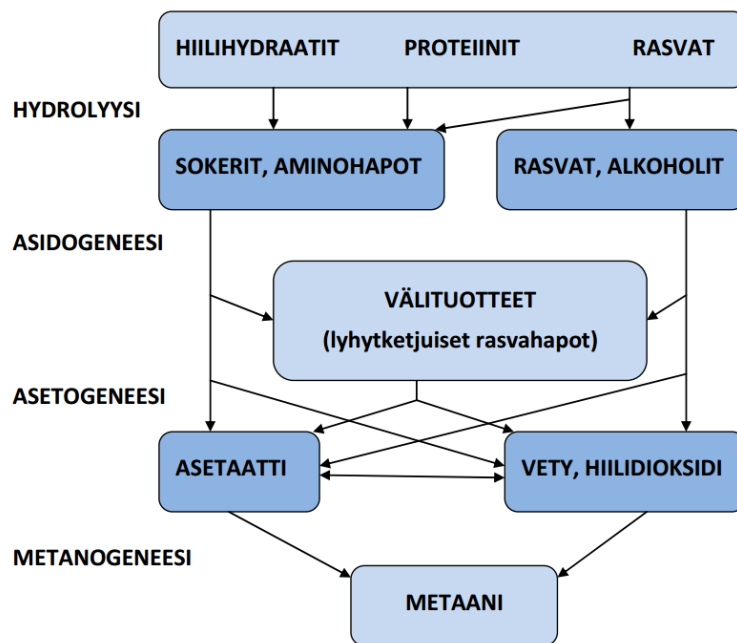 HIILIHYDRAATIT PROTEIINIT RASVAT
HYDROLYYSI
SOKERIT, AMINOHAPOT RASVAT, ALKOHOLIT
ASIDOGENEESI
VÄLITUOTTEET
(lyhytketjuiset rasvahapot)
ASETOGENEESI
ASETAATTI VETY, HIILIDIOKSIDI
METANOGENEESI
METAANI